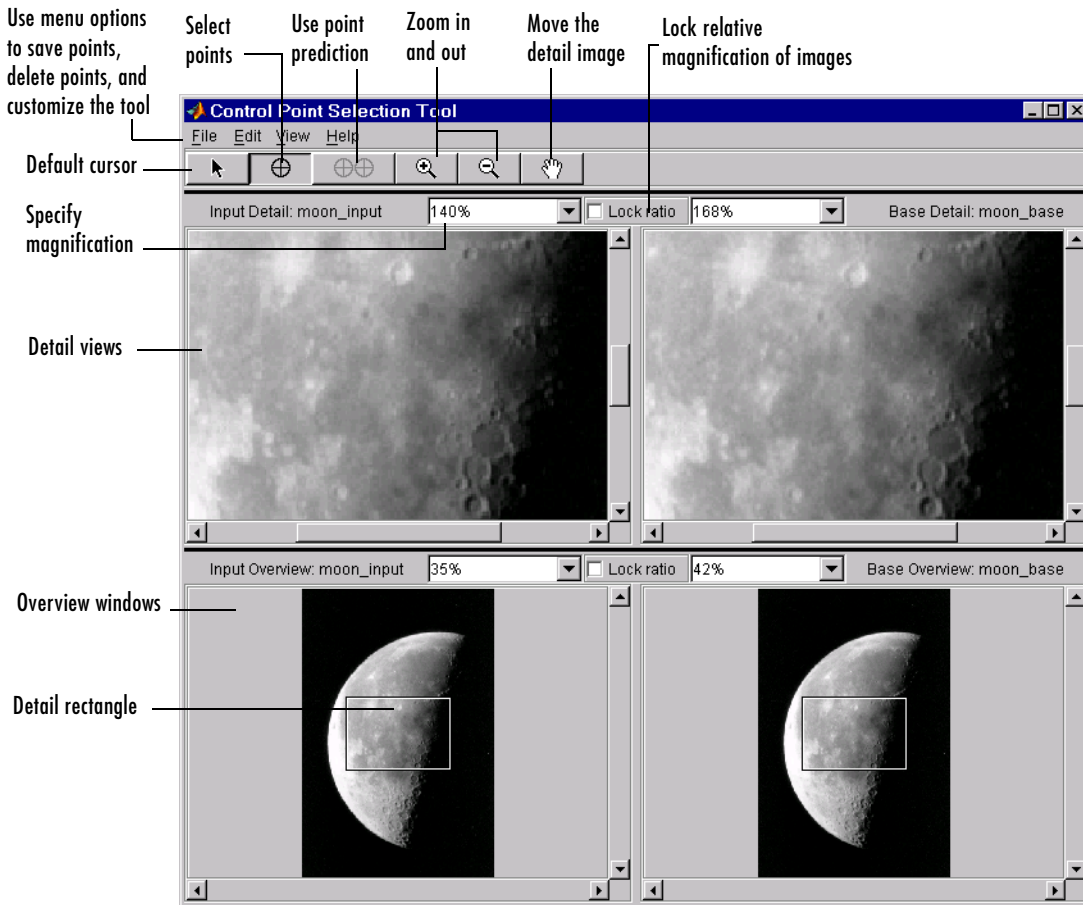 Use menu options
to save points,
delete points, and
customize the tool
Select
points
Use point
prediction
Zoom in
and out
Move the
detail image
Lock relative
magnification of images
Control Point Selection Tool
File Edit View Help
Default cursor
Specify
magnification
Input Detail: moon_input 140% Lock ratio 168% Base Detail: moon_base
Detail views
Input Overview: moon_input 35% Lock ratio 42% Base Overview: moon_base
Overview windows
Detail rectangle